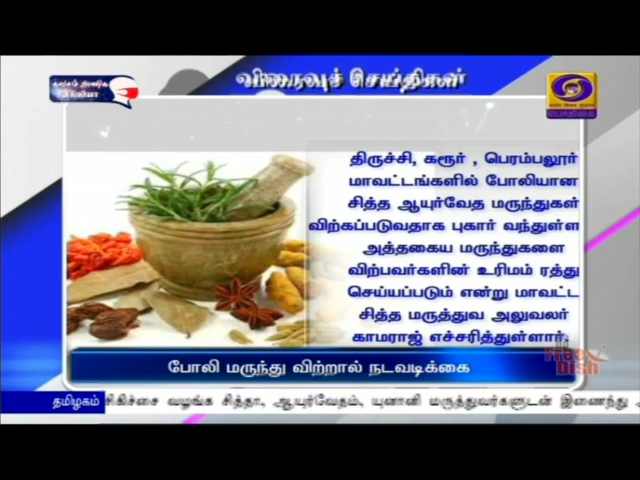 விரைவுச் செய்திகள்
பொதிகை
திருச்சி, கரூர் , பெரம்பலூர்
மாவட்டங்களில் போலியான
சித்த ஆயுர்வேத மருந்துகள்
விற்கப்படுவதாக புகார் வந்துள்ள
அத்தகைய மருந்துகளை
விற்பவர்களின் உரிமம் ரத்து
செய்யப்படும் என்று மாவட்ட
சித்த மருத்துவ அலுவலர்
காமராஜ் எச்சரித்துள்ளார்.
Free
Dish
போலி மருந்து விற்றால் நடவடிக்கை
தமிழகம் சிகிச்சை வழங்க சித்தா, ஆயுர்வேதம், யுனானி மருத்துவர்களுடன் இணைந்து